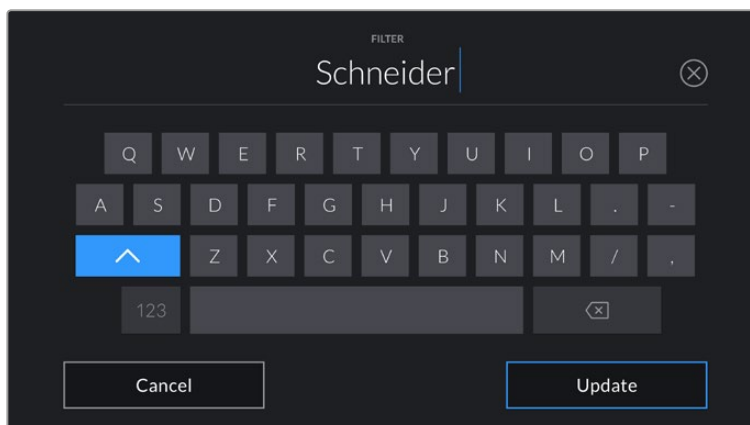 FILTER
Schneider
Q W E R T Y U I O P
A S D F G H J K L . -
Z X C V B N M / ,
123
Cancel Update